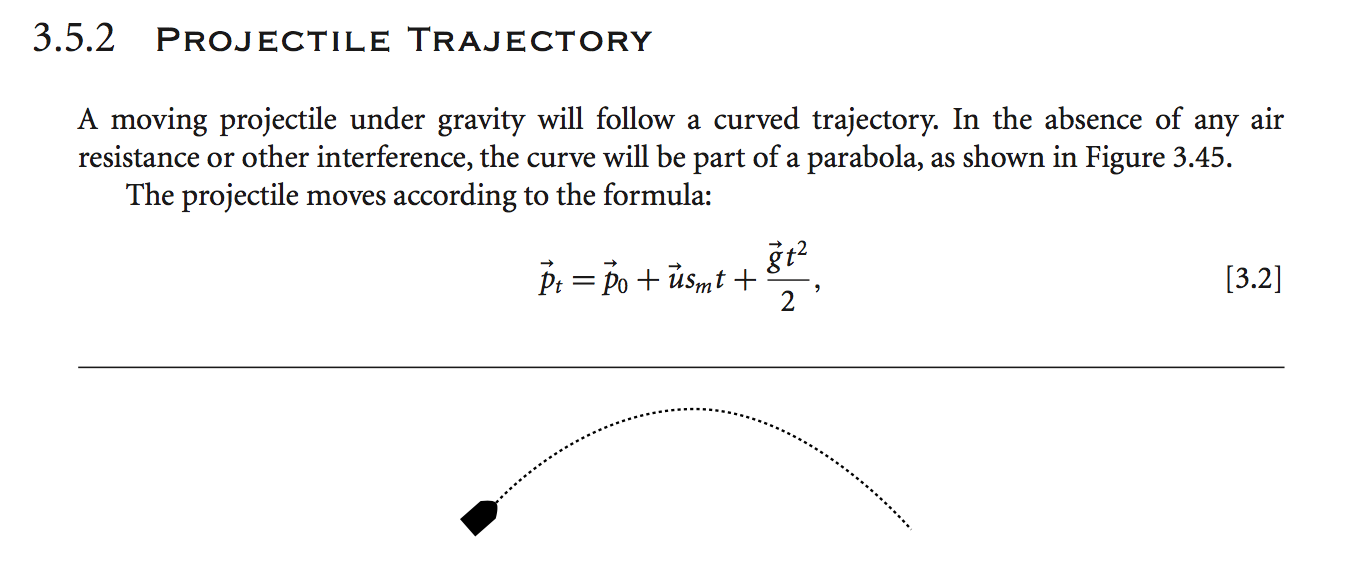 3.5.2 PROJECTILE TRAJECTORY
A moving projectile under gravity will follow a curved trajectory. In the absence of any air
resistance or other interference, the curve will be part of a parabola, as shown in Figure 3.45.
The projectile moves according to the formula:
$\vec{p}_t = \vec{p}_0 + \vec{u}s_m t + \frac{\vec{g}t^2}{2},$ [3.2]